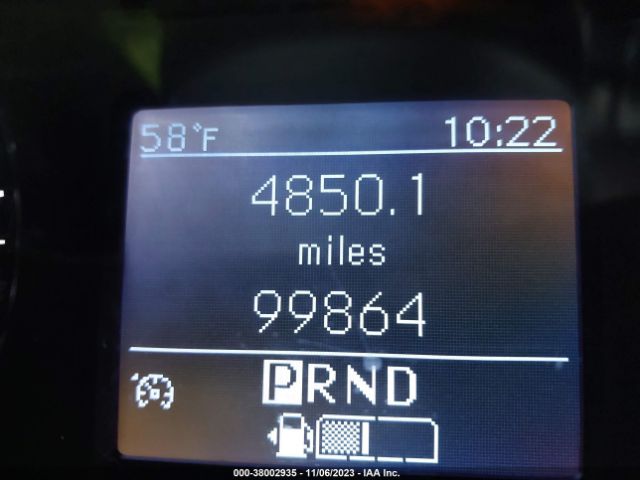 58°F 10:22
4850.1
miles
99864
PRND
000-38002935 - 11/06/2023 - IAA Inc.